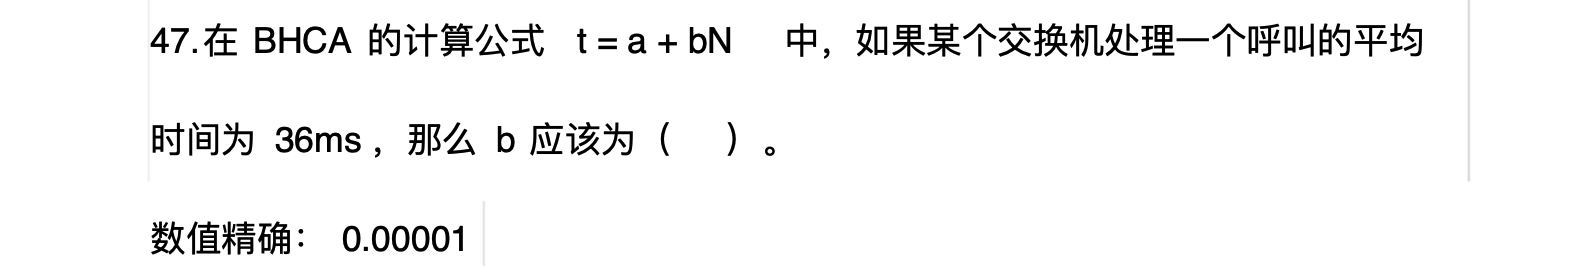 47.在 BHCA 的计算公式 t = a + bN 中，如果某个交换机处理一个呼叫的平均
时间为 36ms ，那么 b 应该为（ ）。
数值精确： 0.00001